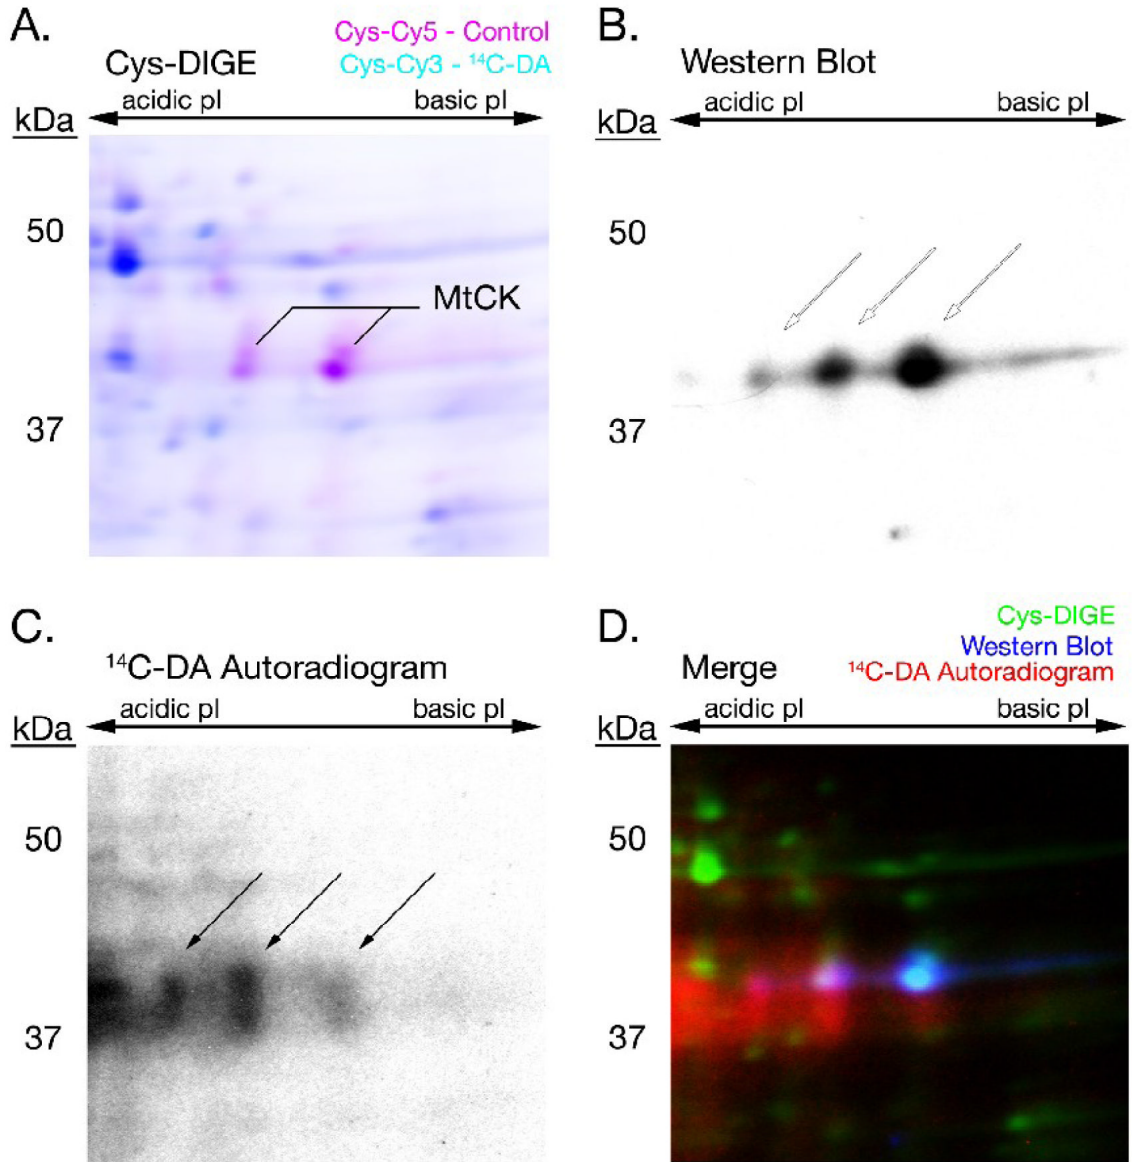 A.
Cys-Cy5 - Control
Cys-DIGE
Cys-Cy3 - ¹⁴C-DA
acidic pI
basic pI
kDa
50
MtCK
37
B.
Western Blot
acidic pI
basic pI
kDa
50
37
C.
¹⁴C-DA Autoradiogram
acidic pI
basic pI
kDa
50
37
D.
Cys-DIGE
Western Blot
Merge
¹⁴C-DA Autoradiogram
acidic pI
basic pI
kDa
50
37